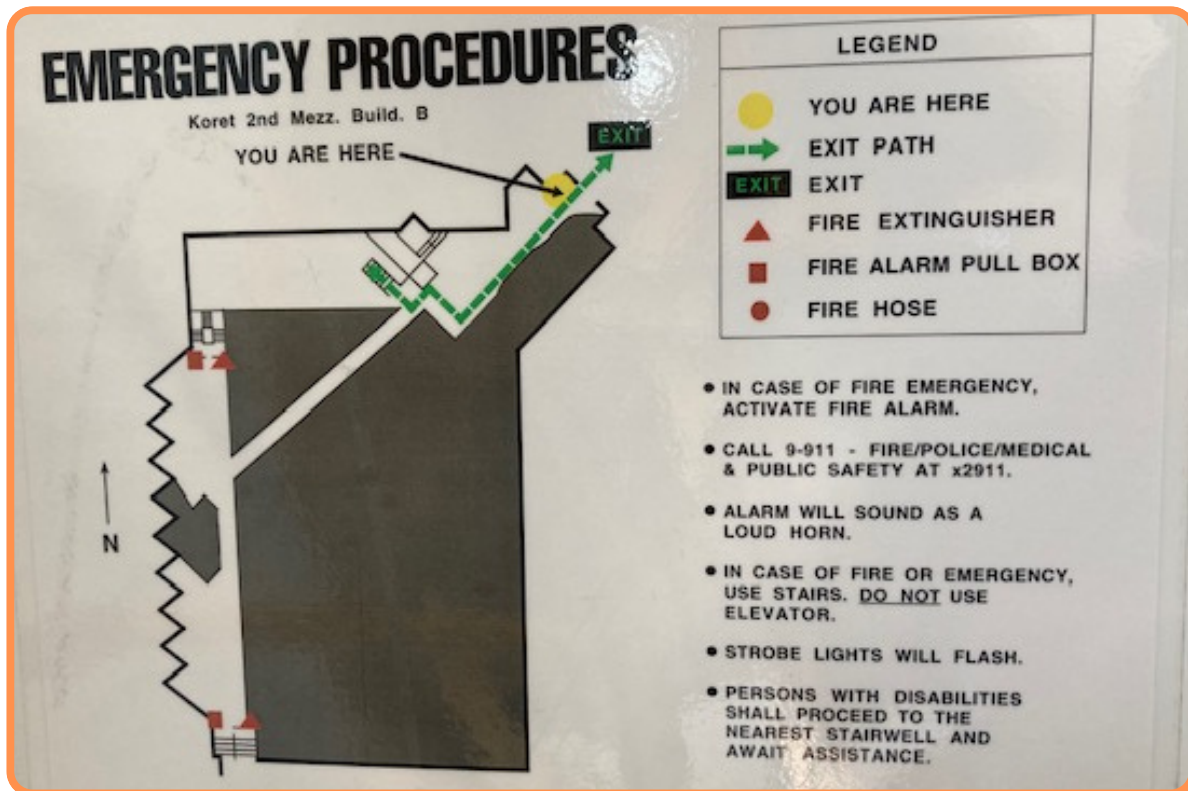 EMERGENCY PROCEDURES
Koret 2nd Mezz. Build. B
YOU ARE HERE
EXIT
N
LEGEND
YOU ARE HERE
EXIT PATH
EXIT EXIT
FIRE EXTINGUISHER
FIRE ALARM PULL BOX
FIRE HOSE
• IN CASE OF FIRE EMERGENCY,
ACTIVATE FIRE ALARM.
• CALL 9-911 - FIRE/POLICE/MEDICAL
& PUBLIC SAFETY AT x2911.
• ALARM WILL SOUND AS A
LOUD HORN.
• IN CASE OF FIRE OR EMERGENCY,
USE STAIRS. DO NOT USE
ELEVATOR.
• STROBE LIGHTS WILL FLASH.
• PERSONS WITH DISABILITIES
SHALL PROCEED TO THE
NEAREST STAIRWELL AND
AWAIT ASSISTANCE.